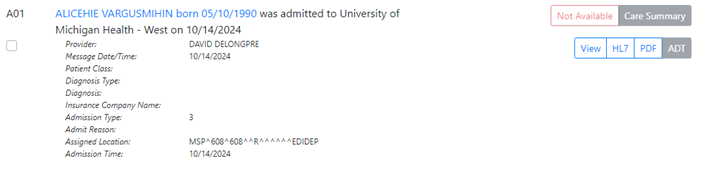 A01 ALICEHIE VARGUSMIHIN born 05/10/1990 was admitted to University of Not Available Care Summary
Michigan Health - West on 10/14/2024
Provider: DAVID DELONGPRE View HL7 PDF ADT
Message Date/Time: 10/14/2024
Patient Class:
Diagnosis Type:
Diagnosis:
Insurance Company Name:
Admission Type: 3
Admit Reason:
Assigned Location: MSP^608^608^^R^^^^^^EDIDEP
Admission Time: 10/14/2024